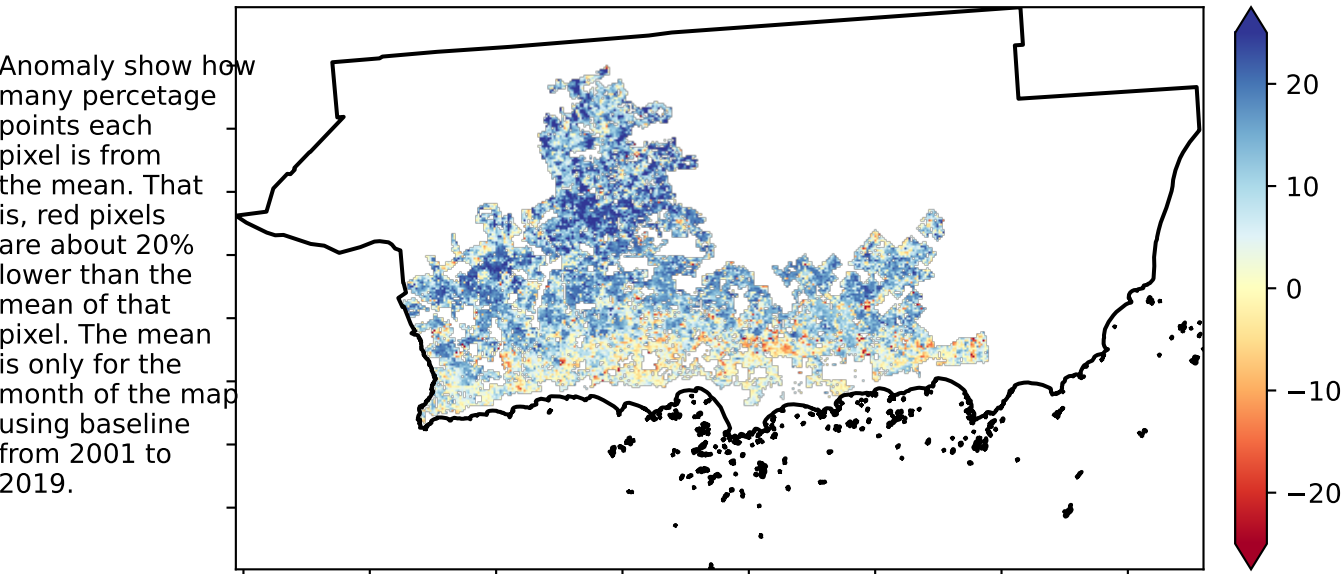 Anomaly show how
many percetage
points each
pixel is from
the mean. That
is, red pixels
are about 20%
lower than the
mean of that
pixel. The mean
is only for the
month of the map
using baseline
from 2001 to
2019.
20
10
0
−10
−20